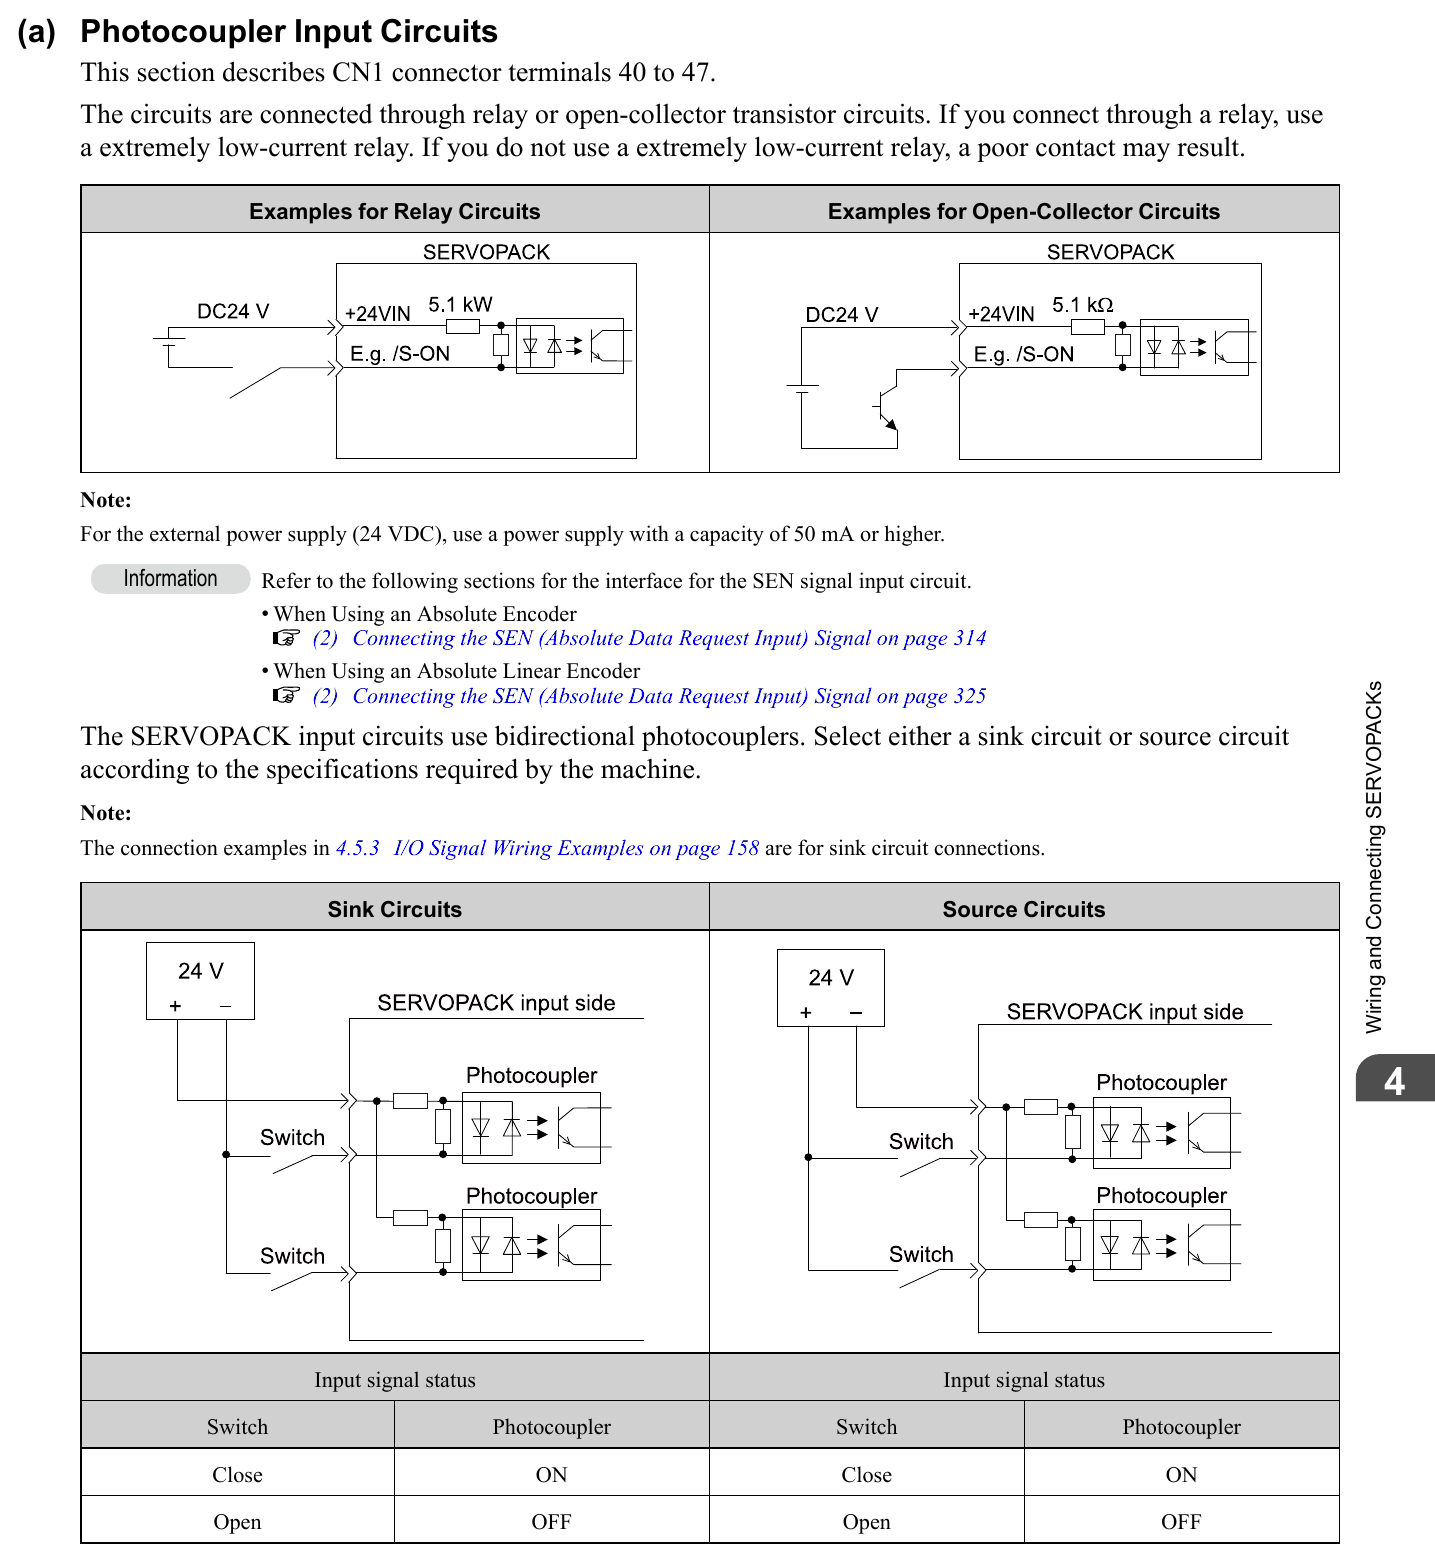 (a) Photocoupler Input Circuits
This section describes CN1 connector terminals 40 to 47.
The circuits are connected through relay or open-collector transistor circuits. If you connect through a relay, use
a extremely low-current relay. If you do not use a extremely low-current relay, a poor contact may result.
Examples for Relay Circuits
Examples for Open-Collector Circuits
SERVOPACK
DC24 V
+24VIN
5.1 kW
E.g. /S-ON
SERVOPACK
DC24 V
+24VIN
5.1 kΩ
E.g. /S-ON
Note:
For the external power supply (24 VDC), use a power supply with a capacity of 50 mA or higher.
Information
Refer to the following sections for the interface for the SEN signal input circuit.
• When Using an Absolute Encoder
☞ (2) Connecting the SEN (Absolute Data Request Input) Signal on page 314
• When Using an Absolute Linear Encoder
☞ (2) Connecting the SEN (Absolute Data Request Input) Signal on page 325
The SERVOPACK input circuits use bidirectional photocouplers. Select either a sink circuit or source circuit
according to the specifications required by the machine.
Note:
The connection examples in 4.5.3 I/O Signal Wiring Examples on page 158 are for sink circuit connections.
Sink Circuits
Source Circuits
24 V
+ −
SERVOPACK input side
Photocoupler
Switch
Photocoupler
Switch
24 V
+ −
SERVOPACK input side
Photocoupler
Switch
Photocoupler
Switch
Input signal status
Input signal status
Switch Photocoupler Switch Photocoupler
Close ON Close ON
Open OFF Open OFF
Wiring and Connecting SERVOPACKs
4